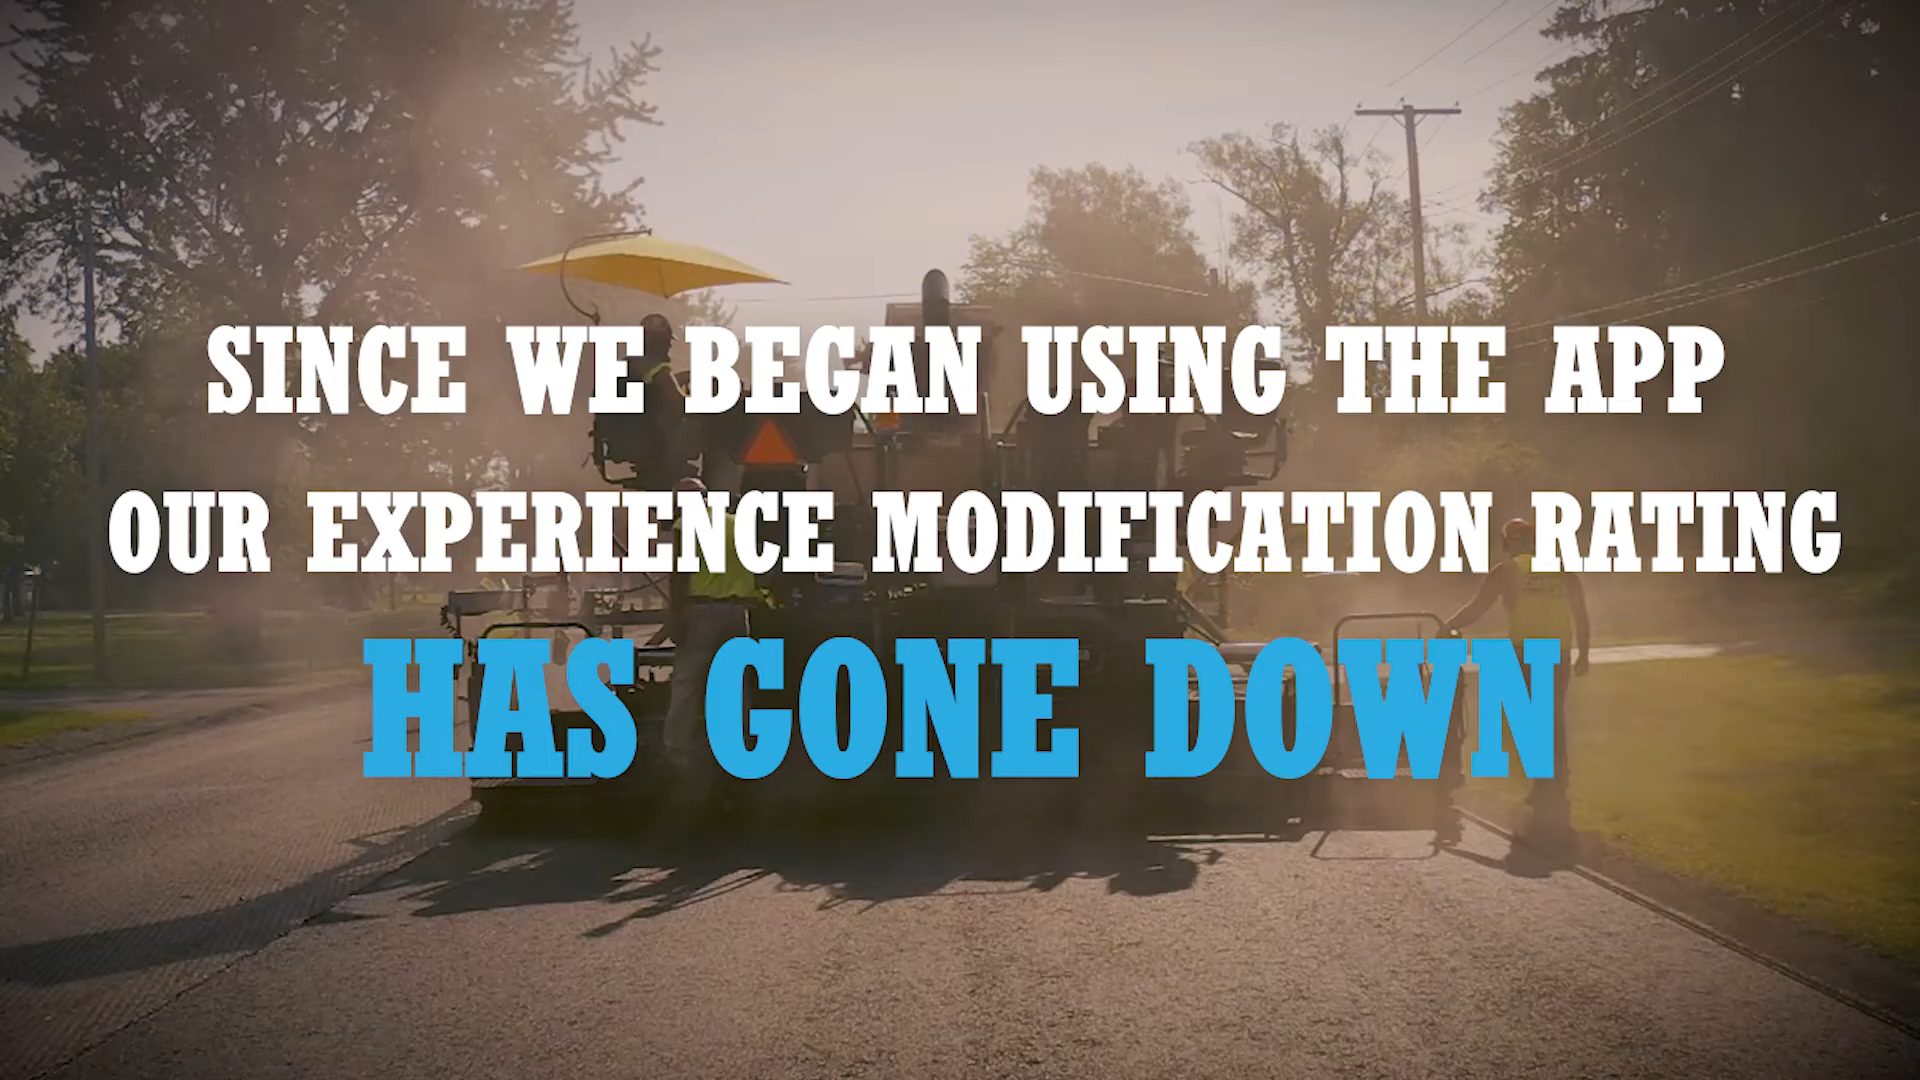 SINCE WE BEGAN USING THE APP
OUR EXPERIENCE MODIFICATION RATING
HAS GONE DOWN